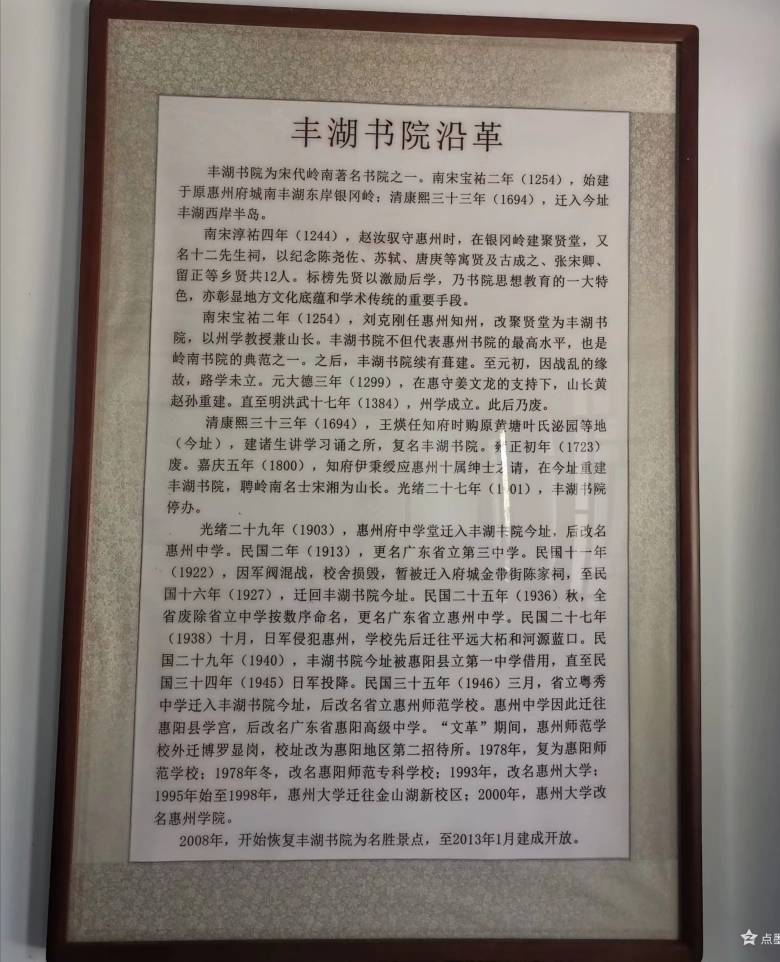 丰湖书院沿革
丰湖书院为宋代岭南著名书院之一。南宋宝祐二年（1254），始建
于原惠州府城南丰湖东岸银冈岭；清康熙三十三年（1694），迁入今址
丰湖西岸半岛。
南宋淳祐四年（1244），赵汝驭守惠州时，在银冈岭建聚贤堂，又
名十二先生祠，以纪念陈尧佐、苏轼、唐庚等寓贤及古成之、张宋卿、
留正等乡贤共12人。标榜先贤以激励后学，乃书院思想教育的一大特
色，亦彰显地方文化底蕴和学术传统的重要手段。
南宋宝祐二年（1254），刘克刚任惠州知州，改聚贤堂为丰湖书
院，以州学教授兼山长。丰湖书院不但代表惠州书院的最高水平，也是
岭南书院的典范之一。之后，丰湖书院续有葺建。至元初，因战乱的缘
故，路学未立。元大德三年（1299），在惠守姜文龙的支持下，山长黄
赵孙重建。直至明洪武十七年（1384），州学成立。此后乃废。
清康熙三十三年（1694），王煐任知府时购原黄塘叶氏泌园等地
（今址），建诸生讲学习诵之所，复名丰湖书院。雍正初年（1723）
废。嘉庆五年（1800），知府伊秉绶应惠州十属绅士之请，在今址重建
丰湖书院，聘岭南名士宋湘为山长。光绪二十七年（1901），丰湖书院
停办。
光绪二十九年（1903），惠州府中学堂迁入丰湖书院今址，后改名
惠州中学。民国二年（1913），更名广东省立第三中学。民国十一年
（1922），因军阀混战，校舍损毁，暂被迁入府城金带街陈家祠，至民
国十六年（1927），迁回丰湖书院今址。民国二十五年（1936）秋，全
省废除省立中学按数序命名，更名广东省立惠州中学。民国二十七年
（1938）十月，日军侵犯惠州，学校先后迁往平远大柘和河源蓝口。民
国二十九年（1940），丰湖书院今址被惠阳县立第一中学借用，直至民
国三十四年（1945）日军投降。民国三十五年（1946）三月，省立粤秀
中学迁入丰湖书院今址，后改名省立惠州师范学校。惠州中学因此迁往
惠阳县学宫，后改名广东省惠阳高级中学。“文革”期间，惠州师范学
校外迁博罗显岗，校址改为惠阳地区第二招待所。1978年，复为惠阳师
范学校；1978年冬，改名惠阳师范专科学校；1993年，改名惠州大学；
1995年始至1998年，惠州大学迁往金山湖新校区；2000年，惠州大学改
名惠州学院。
2008年，开始恢复丰湖书院为名胜景点，至2013年1月建成开放。
点墨